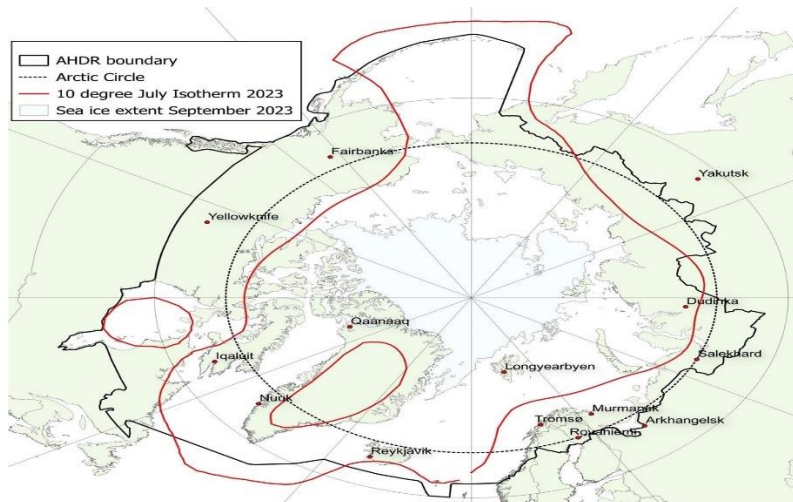 AHDR boundary
Arctic Circle
10 degree July Isotherm 2023
Sea ice extent September 2023
Fairbanks
Yakutsk
Yellowknife
Dudinka
Qaanaaq
Iqaluit
Salekhard
Longyearbyen
Nuuk
Murmansk
Tromsø
Arkhangelsk
Rovaniemi
Reykjavik